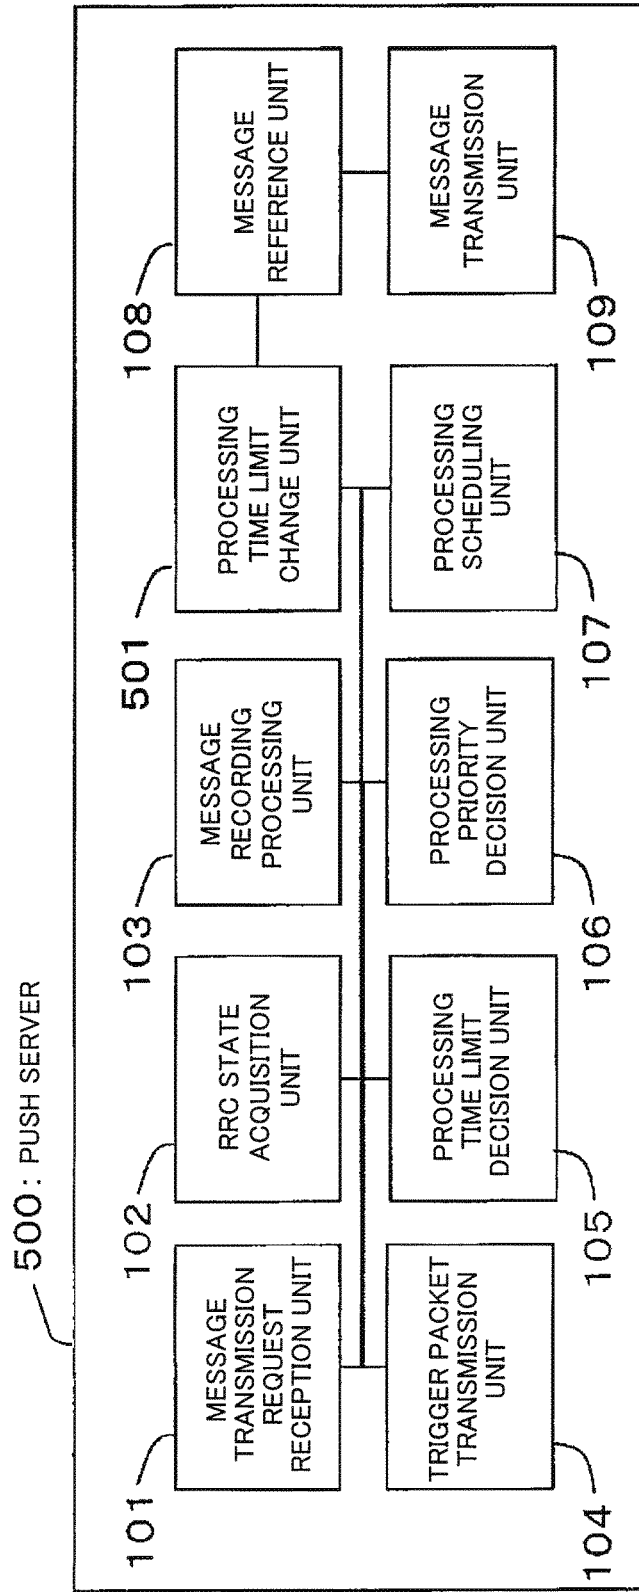 500: PUSH SERVER
101
MESSAGE
TRANSMISSION
REQUEST
RECEPTION UNIT
102
RRC STATE
ACQUISITION
UNIT
103
MESSAGE
RECORDING
PROCESSING
UNIT
501
PROCESSING
TIME LIMIT
CHANGE UNIT
108
MESSAGE
REFERENCE UNIT
TRIGGER PACKET
TRANSMISSION
UNIT
104
PROCESSING
TIME LIMIT
DECISION UNIT
105
PROCESSING
PRIORITY
DECISION UNIT
106
PROCESSING
SCHEDULING
UNIT
107
MESSAGE
TRANSMISSION
UNIT
109